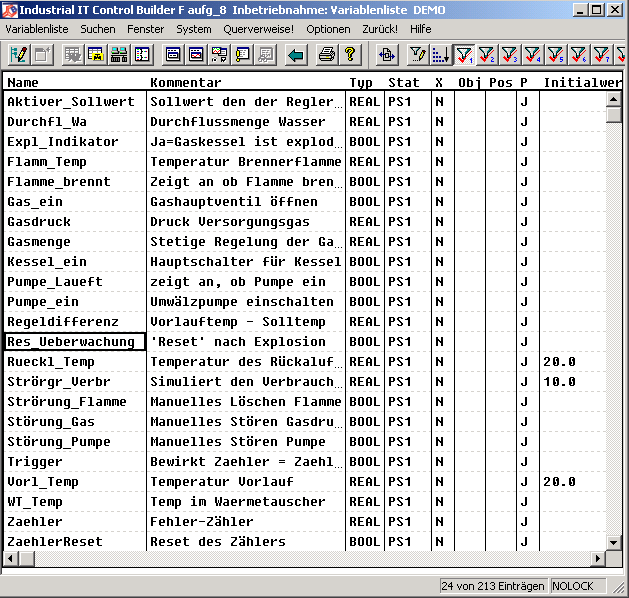 Industrial IT Control Builder F aufg_8 Inbetriebnahme: Variablenliste DEMO
Variablenliste Suchen Fenster System Querverweise! Optionen Zurück! Hilfe
Name Kommentar Typ Stat X Obj Pos P Initialwer
Aktiver_Sollwert Sollwert den der Regler… REAL PS1 N J
Durchfl_Wa Durchflussmenge Wasser REAL PS1 N J
Expl_Indikator Ja=Gaskessel ist explod… BOOL PS1 N J
Flamm_Temp Temperatur Brennerflamme REAL PS1 N J
Flamme_brennt Zeigt an ob Flamme bren… BOOL PS1 N J
Gas_ein Gashauptventil öffnen BOOL PS1 N J
Gasdruck Druck Versorgungsgas REAL PS1 N J
Gasmenge Stetige Regelung der Ga… REAL PS1 N J
Kessel_ein Hauptschalter für Kessel BOOL PS1 N J
Pumpe_Laueft zeigt an, ob Pumpe ein BOOL PS1 N J
Pumpe_ein Umwälzpumpe einschalten BOOL PS1 N J
Regeldifferenz Vorlauftemp - Solltemp REAL PS1 N J
Res_Ueberwachung 'Reset' nach Explosion BOOL PS1 N J
Rueckl_Temp Temperatur des Rückaluf… REAL PS1 N J 20.0
Strörgr_Verbr Simuliert den Verbrauch… REAL PS1 N J 10.0
Strörung_Flamme Manuelles Löschen Flamme BOOL PS1 N J
Störung_Gas Manuelles Stören Gasdru… BOOL PS1 N J
Störung_Pumpe Manuelles Stören Pumpe BOOL PS1 N J
Trigger Bewirkt Zaehler = Zaehl… BOOL PS1 N J
Vorl_Temp Temperatur Vorlauf REAL PS1 N J 20.0
WT_Temp Temp im Waermetauscher REAL PS1 N J
Zaehler Fehler-Zähler REAL PS1 N J
ZaehlerReset Reset des Zählers BOOL PS1 N J
24 von 213 Einträgen NOLOCK